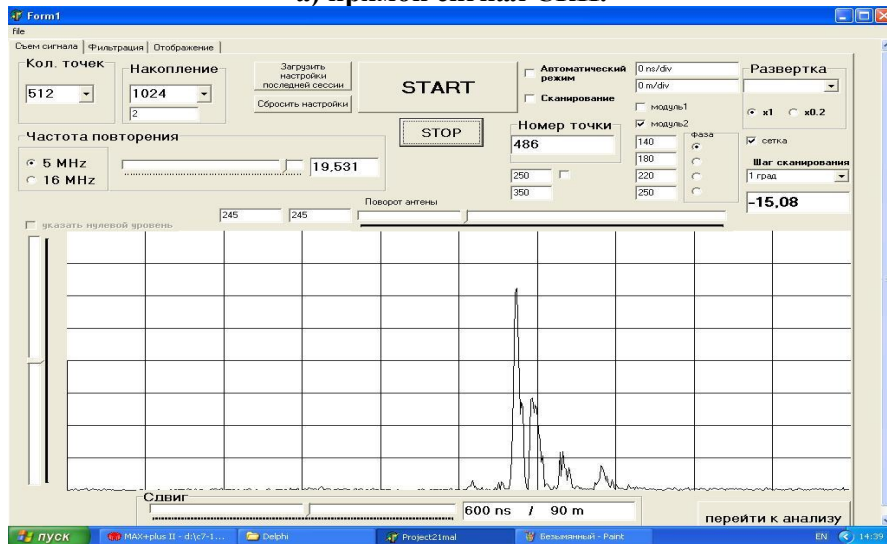 а) прямой сигнал СВЧ.
Form1
File
Съем сигнала Фильтрация Отображение
Кол. точек
512
Накопление
1024
2
Загрузить
настройки
последней сессии
Сбросить настройки
START
STOP
Автоматический
режим
Сканирование
0 ns/div
0 m/div
модуль1
модуль2
Развертка
x1 x0.2
Частота повторения
5 MHz
16 MHz
19,531
Номер точки
486
250
350
140
180
220
250
фаза
сетка
Шаг сканирования
1 град
-15,08
Поворот антены
245 245
указать нулевой уровень
Сдвиг
600 ns / 90 m
перейти к анализу
пуск
MAX+plus II - d:\c7-1...
Delphi
Project21mal
Безымянный - Paint
EN
14:39